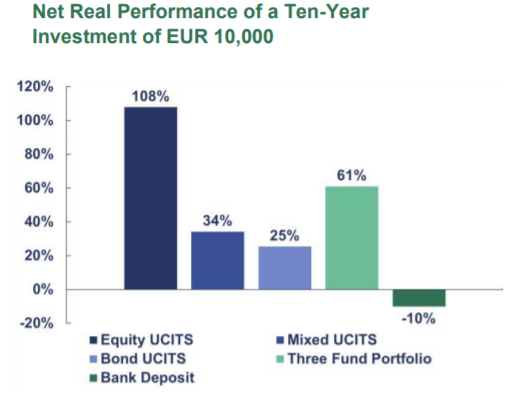 Net Real Performance of a Ten-Year
Investment of EUR 10,000
120%
100%
80%
60%
40%
20%
0%
-20%
108%
34%
25%
61%
-10%
Equity UCITS
Mixed UCITS
Bond UCITS
Three Fund Portfolio
Bank Deposit